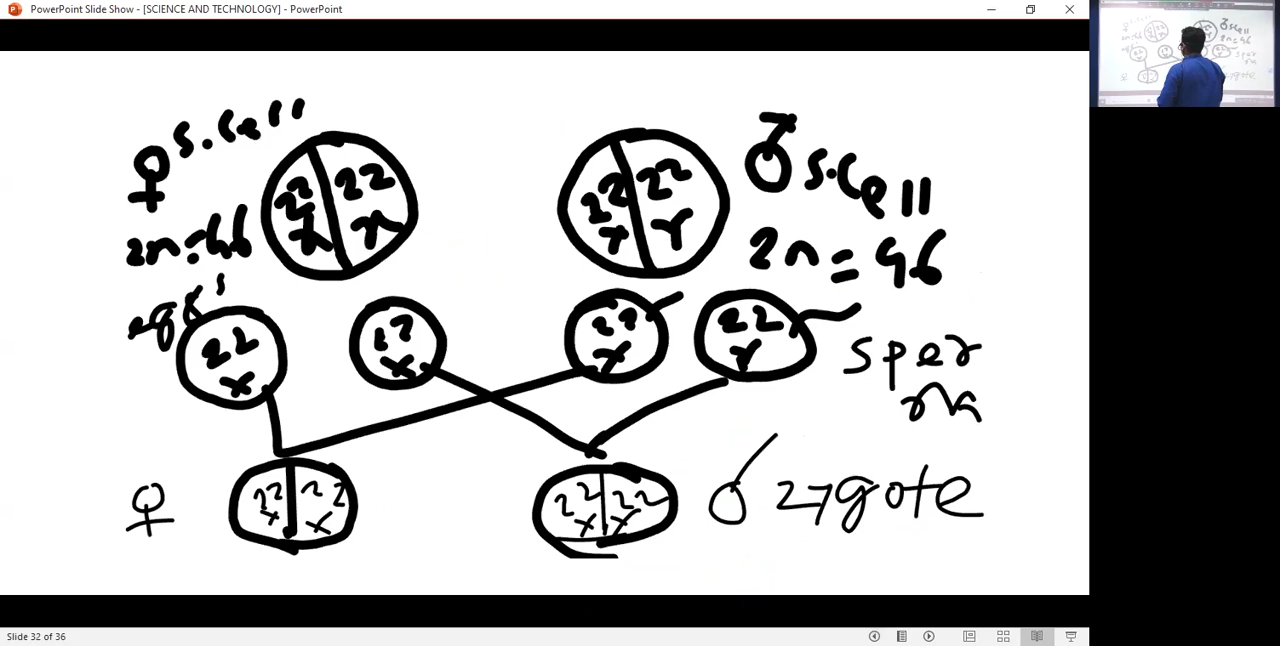 PowerPoint Slide Show - [SCIENCE AND TECHNOLOGY] - PowerPoint
♀ s.cell
22 22
X X
2n=46
22 22
X Y
♂ s.cell
2n=46
egg
22
X
22
X
22
X
22
Y
sperm
♀
22 22
X X
22 22
X Y
♂ zygote
Slide 32 of 36